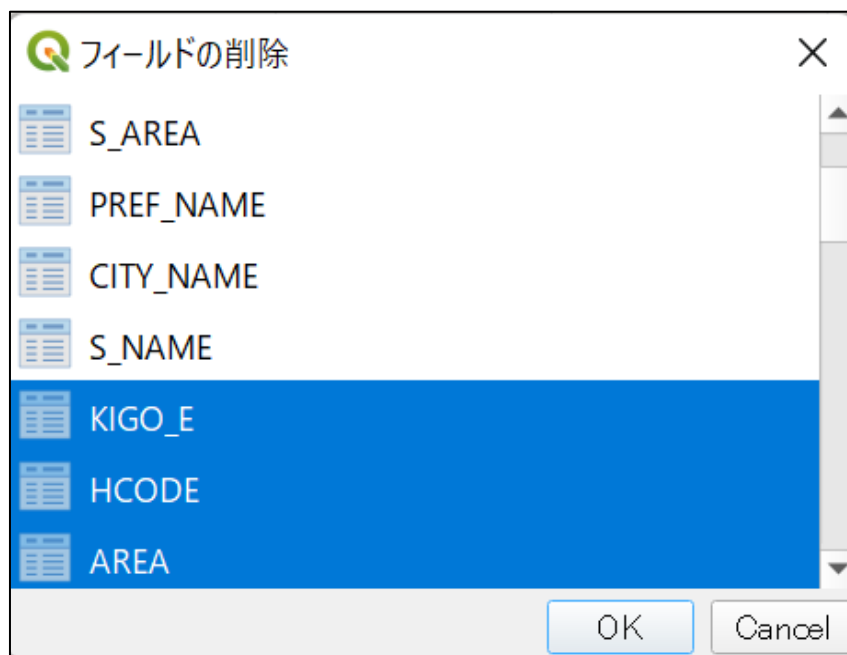 フィールドの削除
S_AREA
PREF_NAME
CITY_NAME
S_NAME
KIGO_E
HCODE
AREA
OK Cancel